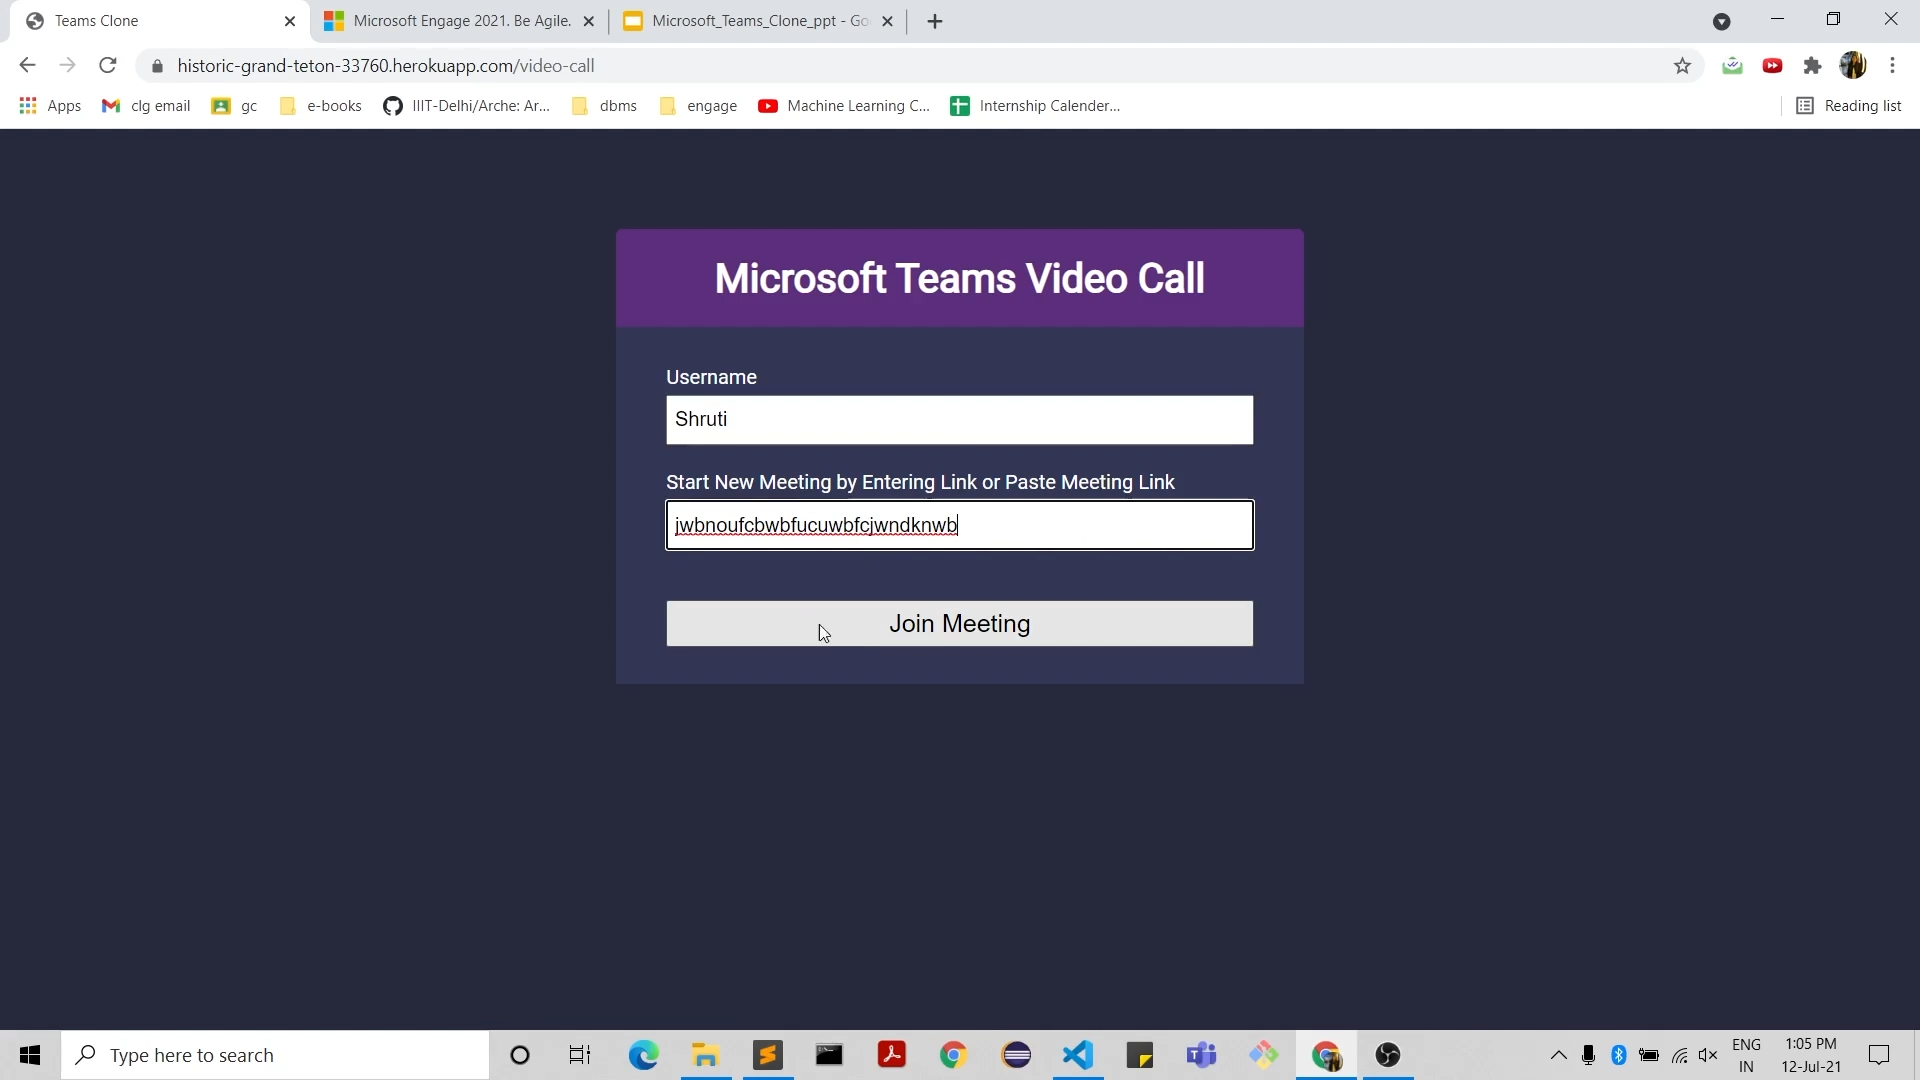 Teams Clone
Microsoft Engage 2021. Be Agile.
Microsoft_Teams_Clone_ppt - Go
historic-grand-teton-33760.herokuapp.com/video-call
Apps
clg email
gc
e-books
IIIT-Delhi/Arche: Ar...
dbms
engage
Machine Learning C...
Internship Calender...
Reading list
Microsoft Teams Video Call
Username
Shruti
Start New Meeting by Entering Link or Paste Meeting Link
jwbnoufcbwbfucuwbfcjwndknwb
Join Meeting
Type here to search
ENG
IN
1:05 PM
12-Jul-21